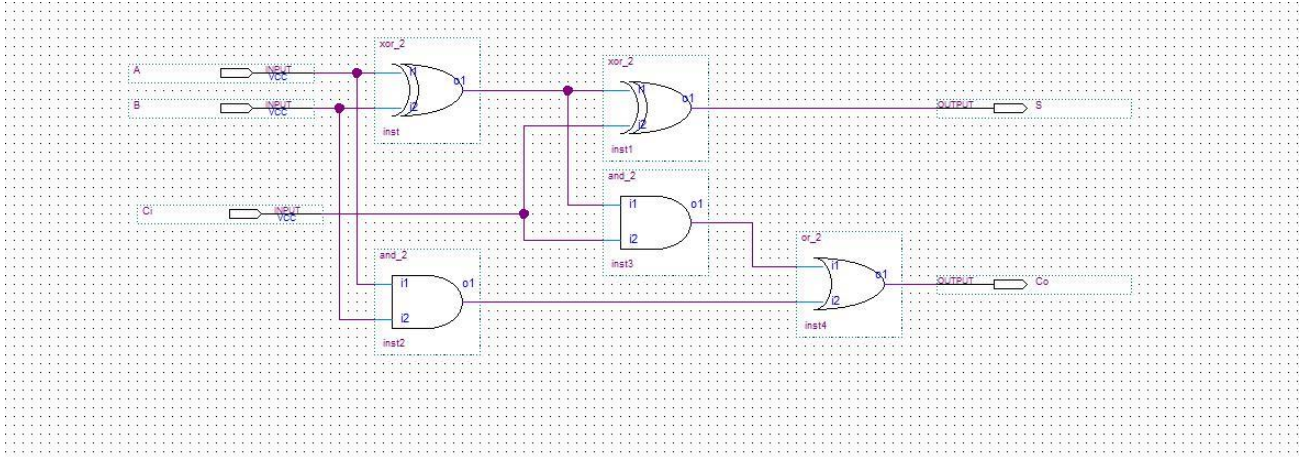 xor_2
A INPUT VCC
i1
o1
B INPUT VCC
i2
inst
xor_2
i1
o1
i2
inst1
OUTPUT S
and_2
i1
o1
i2
inst3
Ci INPUT VCC
and_2
i1
o1
i2
inst2
or_2
i1
o1
i2
inst4
OUTPUT Co